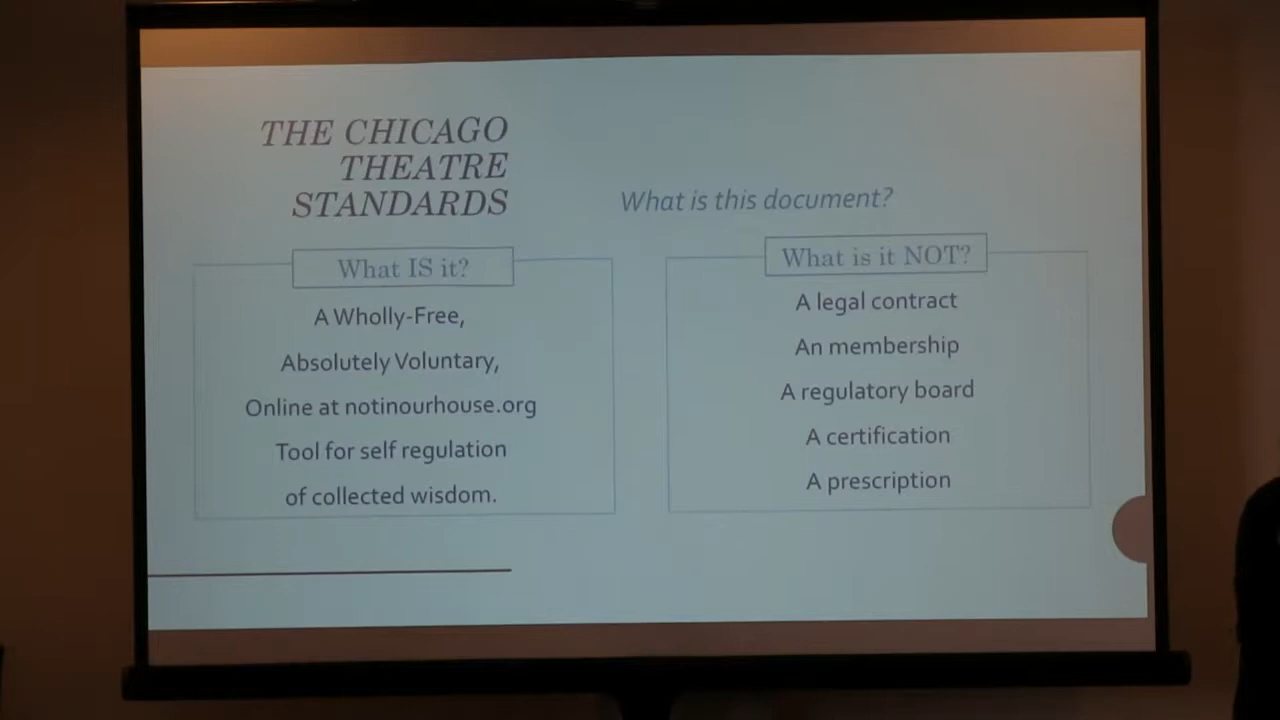 THE CHICAGO
THEATRE
STANDARDS
What is this document?
What IS it?
A Wholly-Free,
Absolutely Voluntary,
Online at notinourhouse.org
Tool for self regulation
of collected wisdom.
What is it NOT?
A legal contract
An membership
A regulatory board
A certification
A prescription